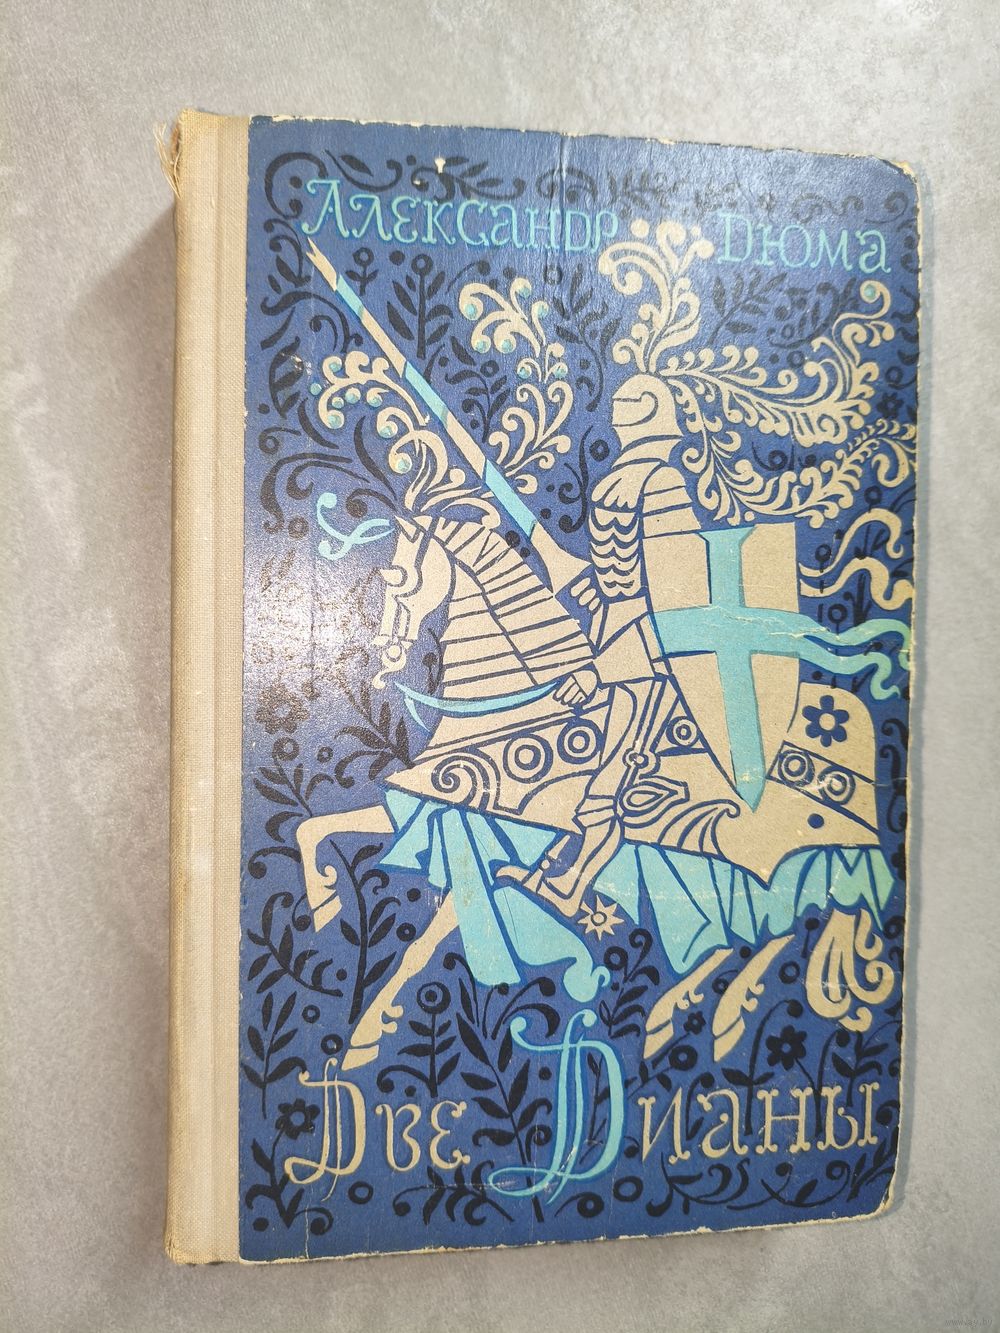 Александр Дюма
Две Дианы